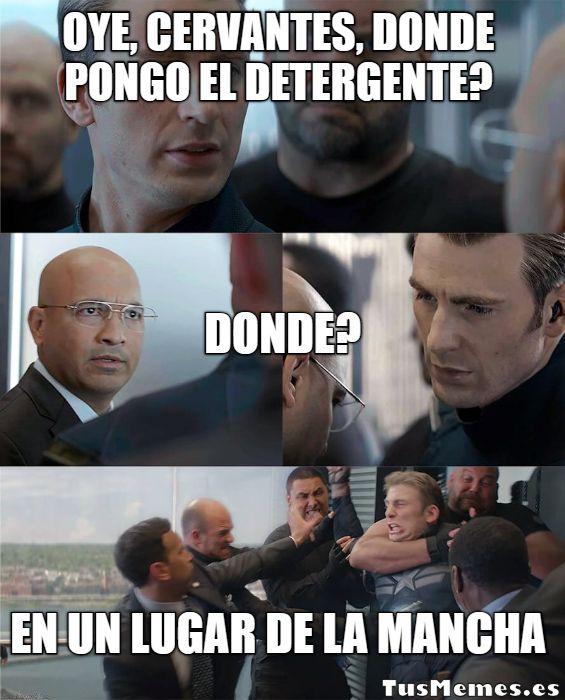 OYE, CERVANTES, DONDE
PONGO EL DETERGENTE?
DONDE?
EN UN LUGAR DE LA MANCHA
TusMemes.es